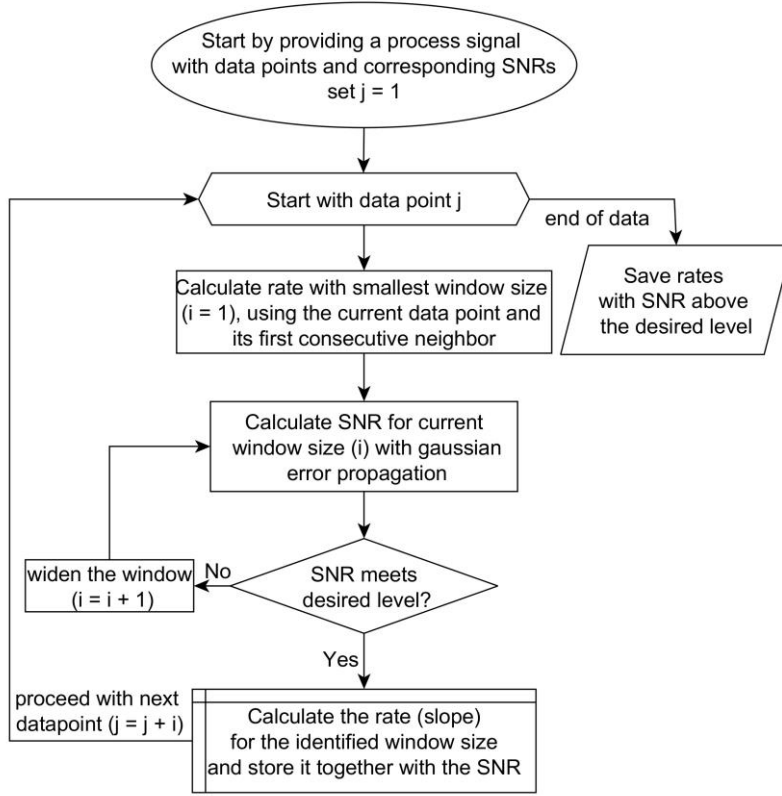 Start by providing a process signal
with data points and corresponding SNRs
set j = 1
Start with data point j
end of data
Save rates
with SNR above
the desired level
Calculate rate with smallest window size
(i = 1), using the current data point and
its first consecutive neighbor
Calculate SNR for current
window size (i) with gaussian
error propagation
widen the window
(i = i + 1)
No
SNR meets
desired level?
Yes
proceed with next
datapoint (j = j + i)
Calculate the rate (slope)
for the identified window size
and store it together with the SNR